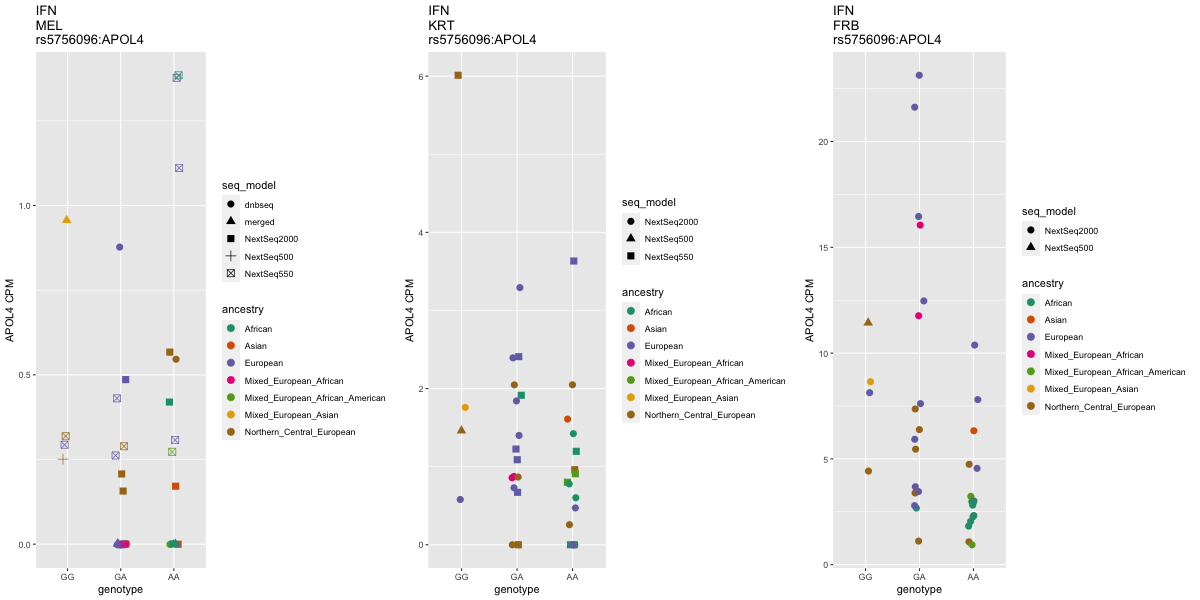 IFN
MEL
rs5756096:APOL4
APOL4 CPM
1.0
0.5
0.0
GG
GA
AA
genotype
seq_model
dnbseq
merged
NextSeq2000
NextSeq500
NextSeq550
ancestry
African
Asian
European
Mixed_European_African
Mixed_European_African_American
Mixed_European_Asian
Northern_Central_European
IFN
KRT
rs5756096:APOL4
APOL4 CPM
6
4
2
0
GG
GA
AA
genotype
seq_model
NextSeq2000
NextSeq500
NextSeq550
ancestry
African
Asian
European
Mixed_European_African
Mixed_European_African_American
Mixed_European_Asian
Northern_Central_European
IFN
FRB
rs5756096:APOL4
APOL4 CPM
20
15
10
5
0
GG
GA
AA
genotype
seq_model
NextSeq2000
NextSeq500
ancestry
African
Asian
European
Mixed_European_African
Mixed_European_African_American
Mixed_European_Asian
Northern_Central_European